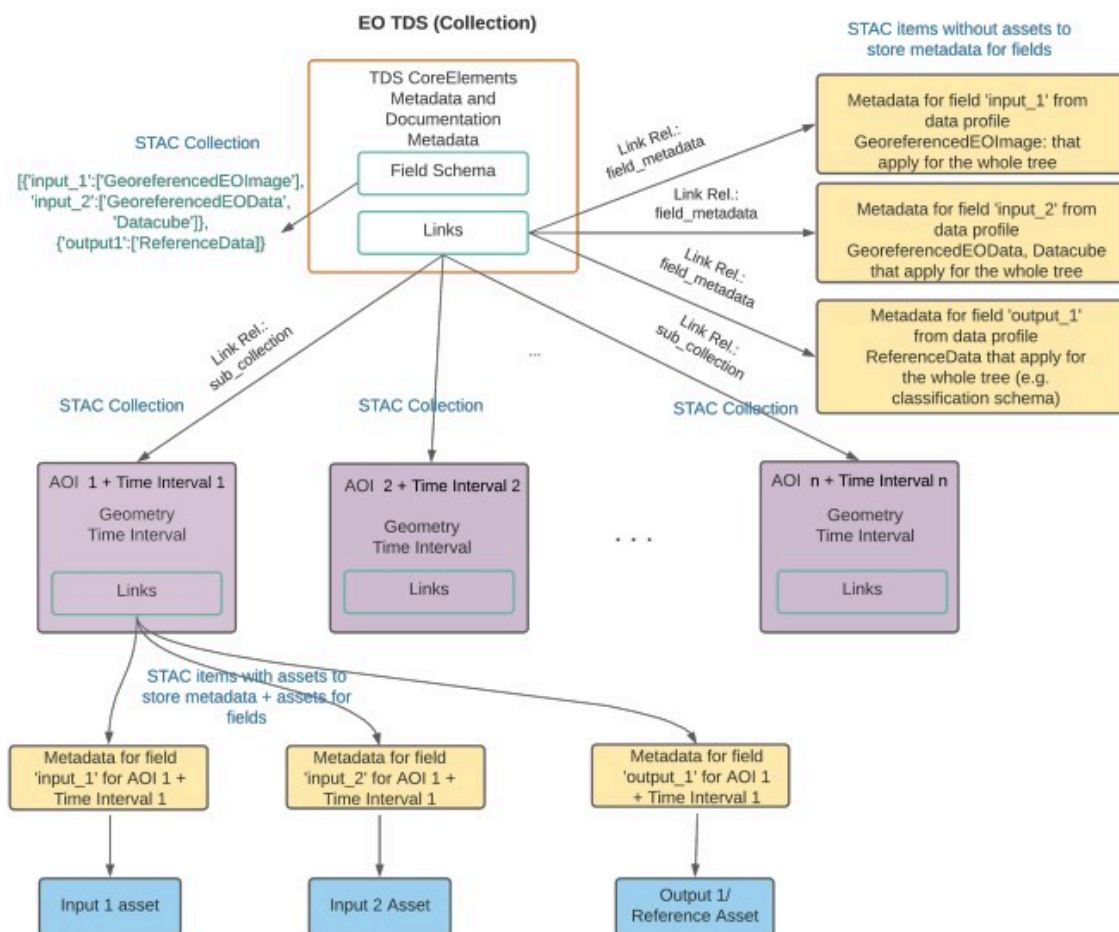 EO TDS (Collection)
STAC items without assets to
store metadata for fields
TDS CoreElements
Metadata and
Documentation
Metadata
Field Schema
Links
STAC Collection
[{'input_1':['GeoreferencedEOImage'],
'input_2':['GeoreferencedEOData',
'Datacube']},
{'output1':['ReferenceData]}
Link Rel.:
field_metadata
Link Rel.:
field_metadata
Link Rel.:
field_metadata
Metadata for field 'input_1' from
data profile
GeoreferencedEOImage: that
apply for the whole tree
Metadata for field 'input_2' from
data profile
GeoreferencedEOData, Datacube
that apply for the whole tree
Metadata for field 'output_1'
from data profile
ReferenceData that apply for
the whole tree (e.g.
classification schema)
Link Rel.:
sub_collection
...
Link Rel.:
sub_collection
STAC Collection
STAC Collection
STAC Collection
AOI 1 + Time Interval 1
Geometry
Time Interval
Links
AOI 2 + Time Interval 2
Geometry
Time Interval
Links
. . .
AOI n + Time Interval n
Geometry
Time Interval
Links
STAC items with assets to
store metadata + assets for
fields
Metadata for field
'input_1' for AOI 1 +
Time Interval 1
Metadata for field
'input_2' for AOI 1 +
Time Interval 1
Metadata for field
'output_1' for AOI 1
+ Time Interval 1
Input 1 asset
Input 2 Asset
Output 1/
Reference Asset